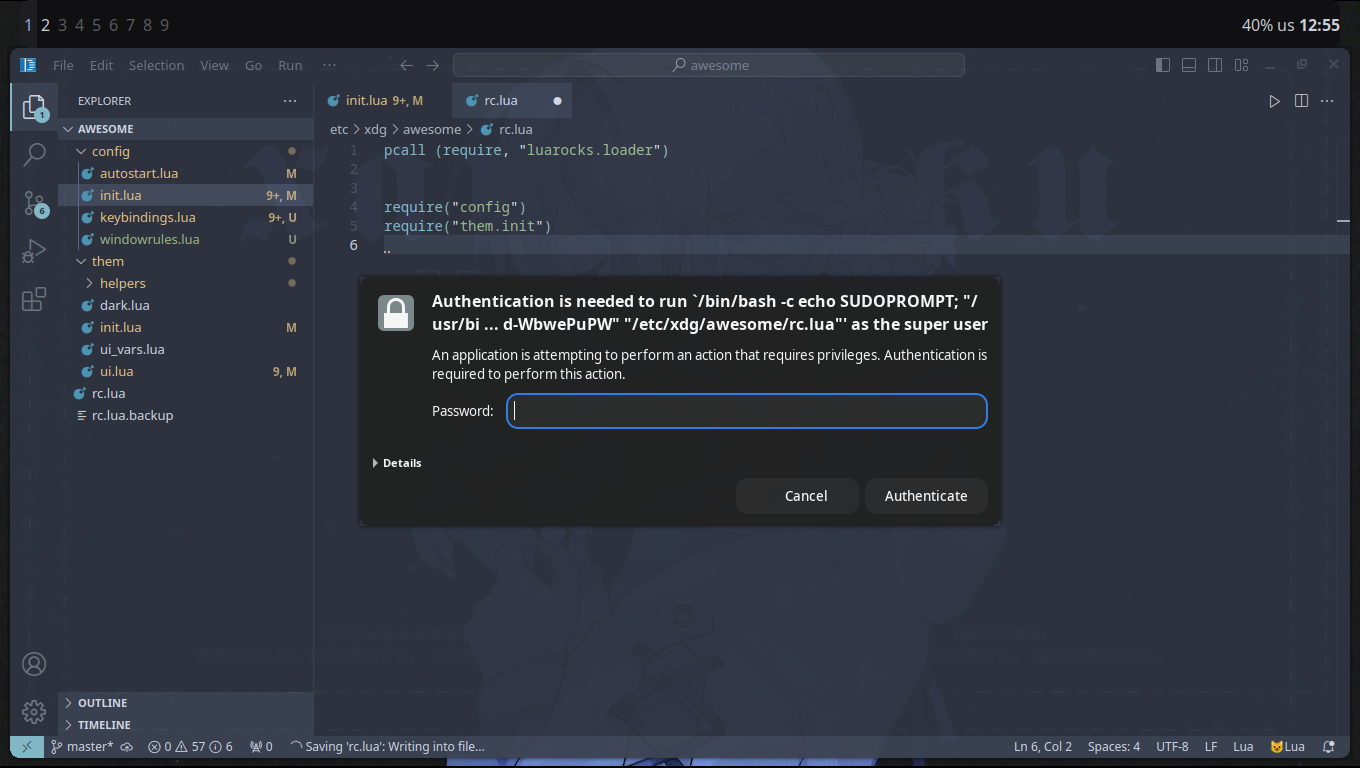 1 2 3 4 5 6 7 8 9
40% us 12:55
File Edit Selection View Go Run ···
awesome
EXPLORER ···
1
6
AWESOME
config
autostart.lua M
init.lua 9+, M
keybindings.lua 9+, U
windowrules.lua U
them
helpers
dark.lua
init.lua M
ui_vars.lua
ui.lua 9, M
rc.lua
rc.lua.backup
OUTLINE
TIMELINE
init.lua 9+, M
rc.lua
···
etc > xdg > awesome > rc.lua
1 pcall (require, "luarocks.loader")
2
3
4 require("config")
5 require("them.init")
6 ..
Authentication is needed to run `/bin/bash -c echo SUDOPROMPT; "/
usr/bi ... d-WbwePuPW" "/etc/xdg/awesome/rc.lua"' as the super user
An application is attempting to perform an action that requires privileges. Authentication is
required to perform this action.
Password:
Details
Cancel Authenticate
master* 0 57 6 0 Saving 'rc.lua': Writing into file...
Ln 6, Col 2 Spaces: 4 UTF-8 LF Lua 🐱Lua